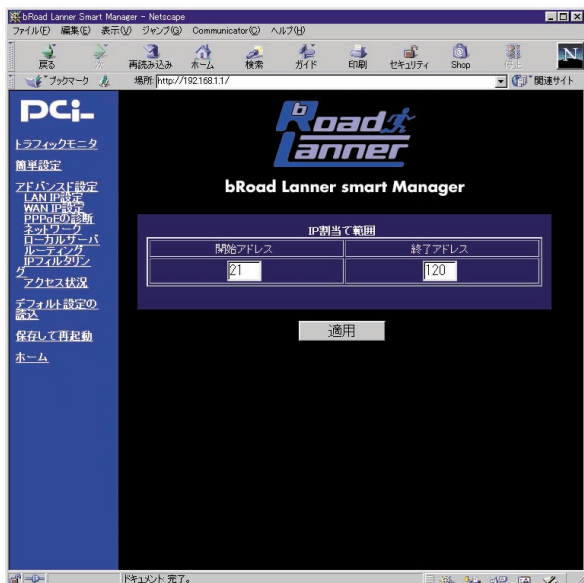 bRoad Lanner Smart Manager - Netscape
ファイル(F) 編集(E) 表示(V) ジャンプ(G) Communicator(C) ヘルプ(H)
戻る 次 再読み込み ホーム 検索 ガイド 印刷 セキュリティ Shop 停止 N
ブックマーク 場所: http://192.168.1.1/ 関連サイト
PCi-
トラフィックモニタ
簡単設定
アドバンスド設定
LAN IP設定
WAN IP設定
PPPoEの診断
ネットワーク
ローカルサーバ
ルーティング
IPフィルタリン
グ
アクセス状況
デフォルト設定の
読込
保存して再起動
ホーム
bRoad
Lanner
bRoad Lanner smart Manager
IP割当て範囲
開始アドレス 終了アドレス
21 120
適用
ドキュメント: 完了。